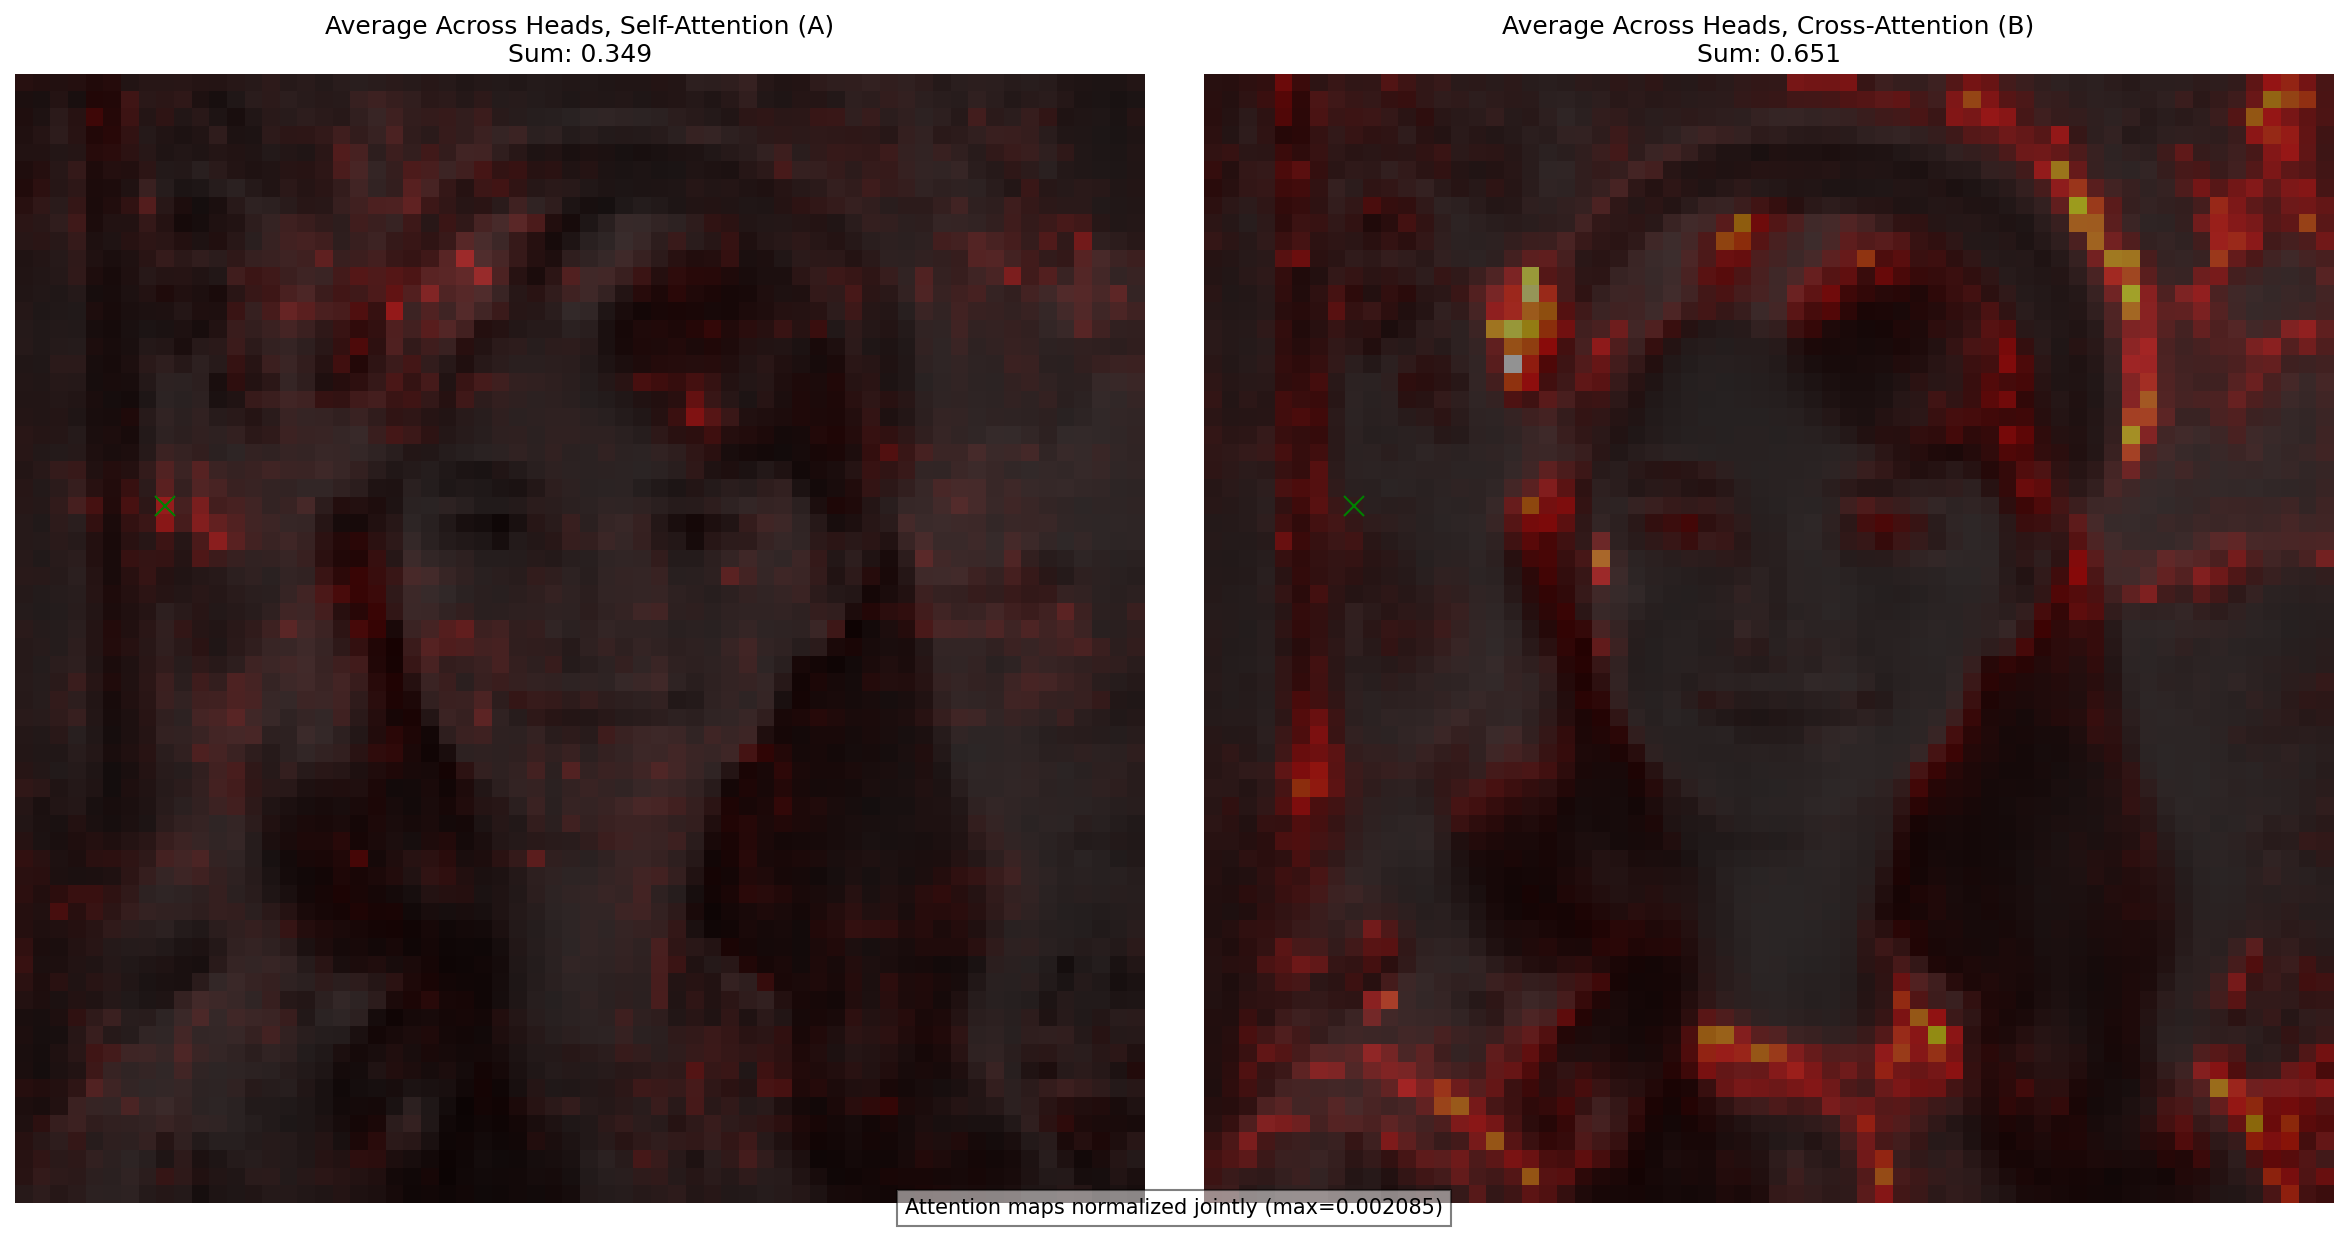 Average Across Heads, Self-Attention (A)
Sum: 0.349
Average Across Heads, Cross-Attention (B)
Sum: 0.651
Attention maps normalized jointly (max=0.002085)